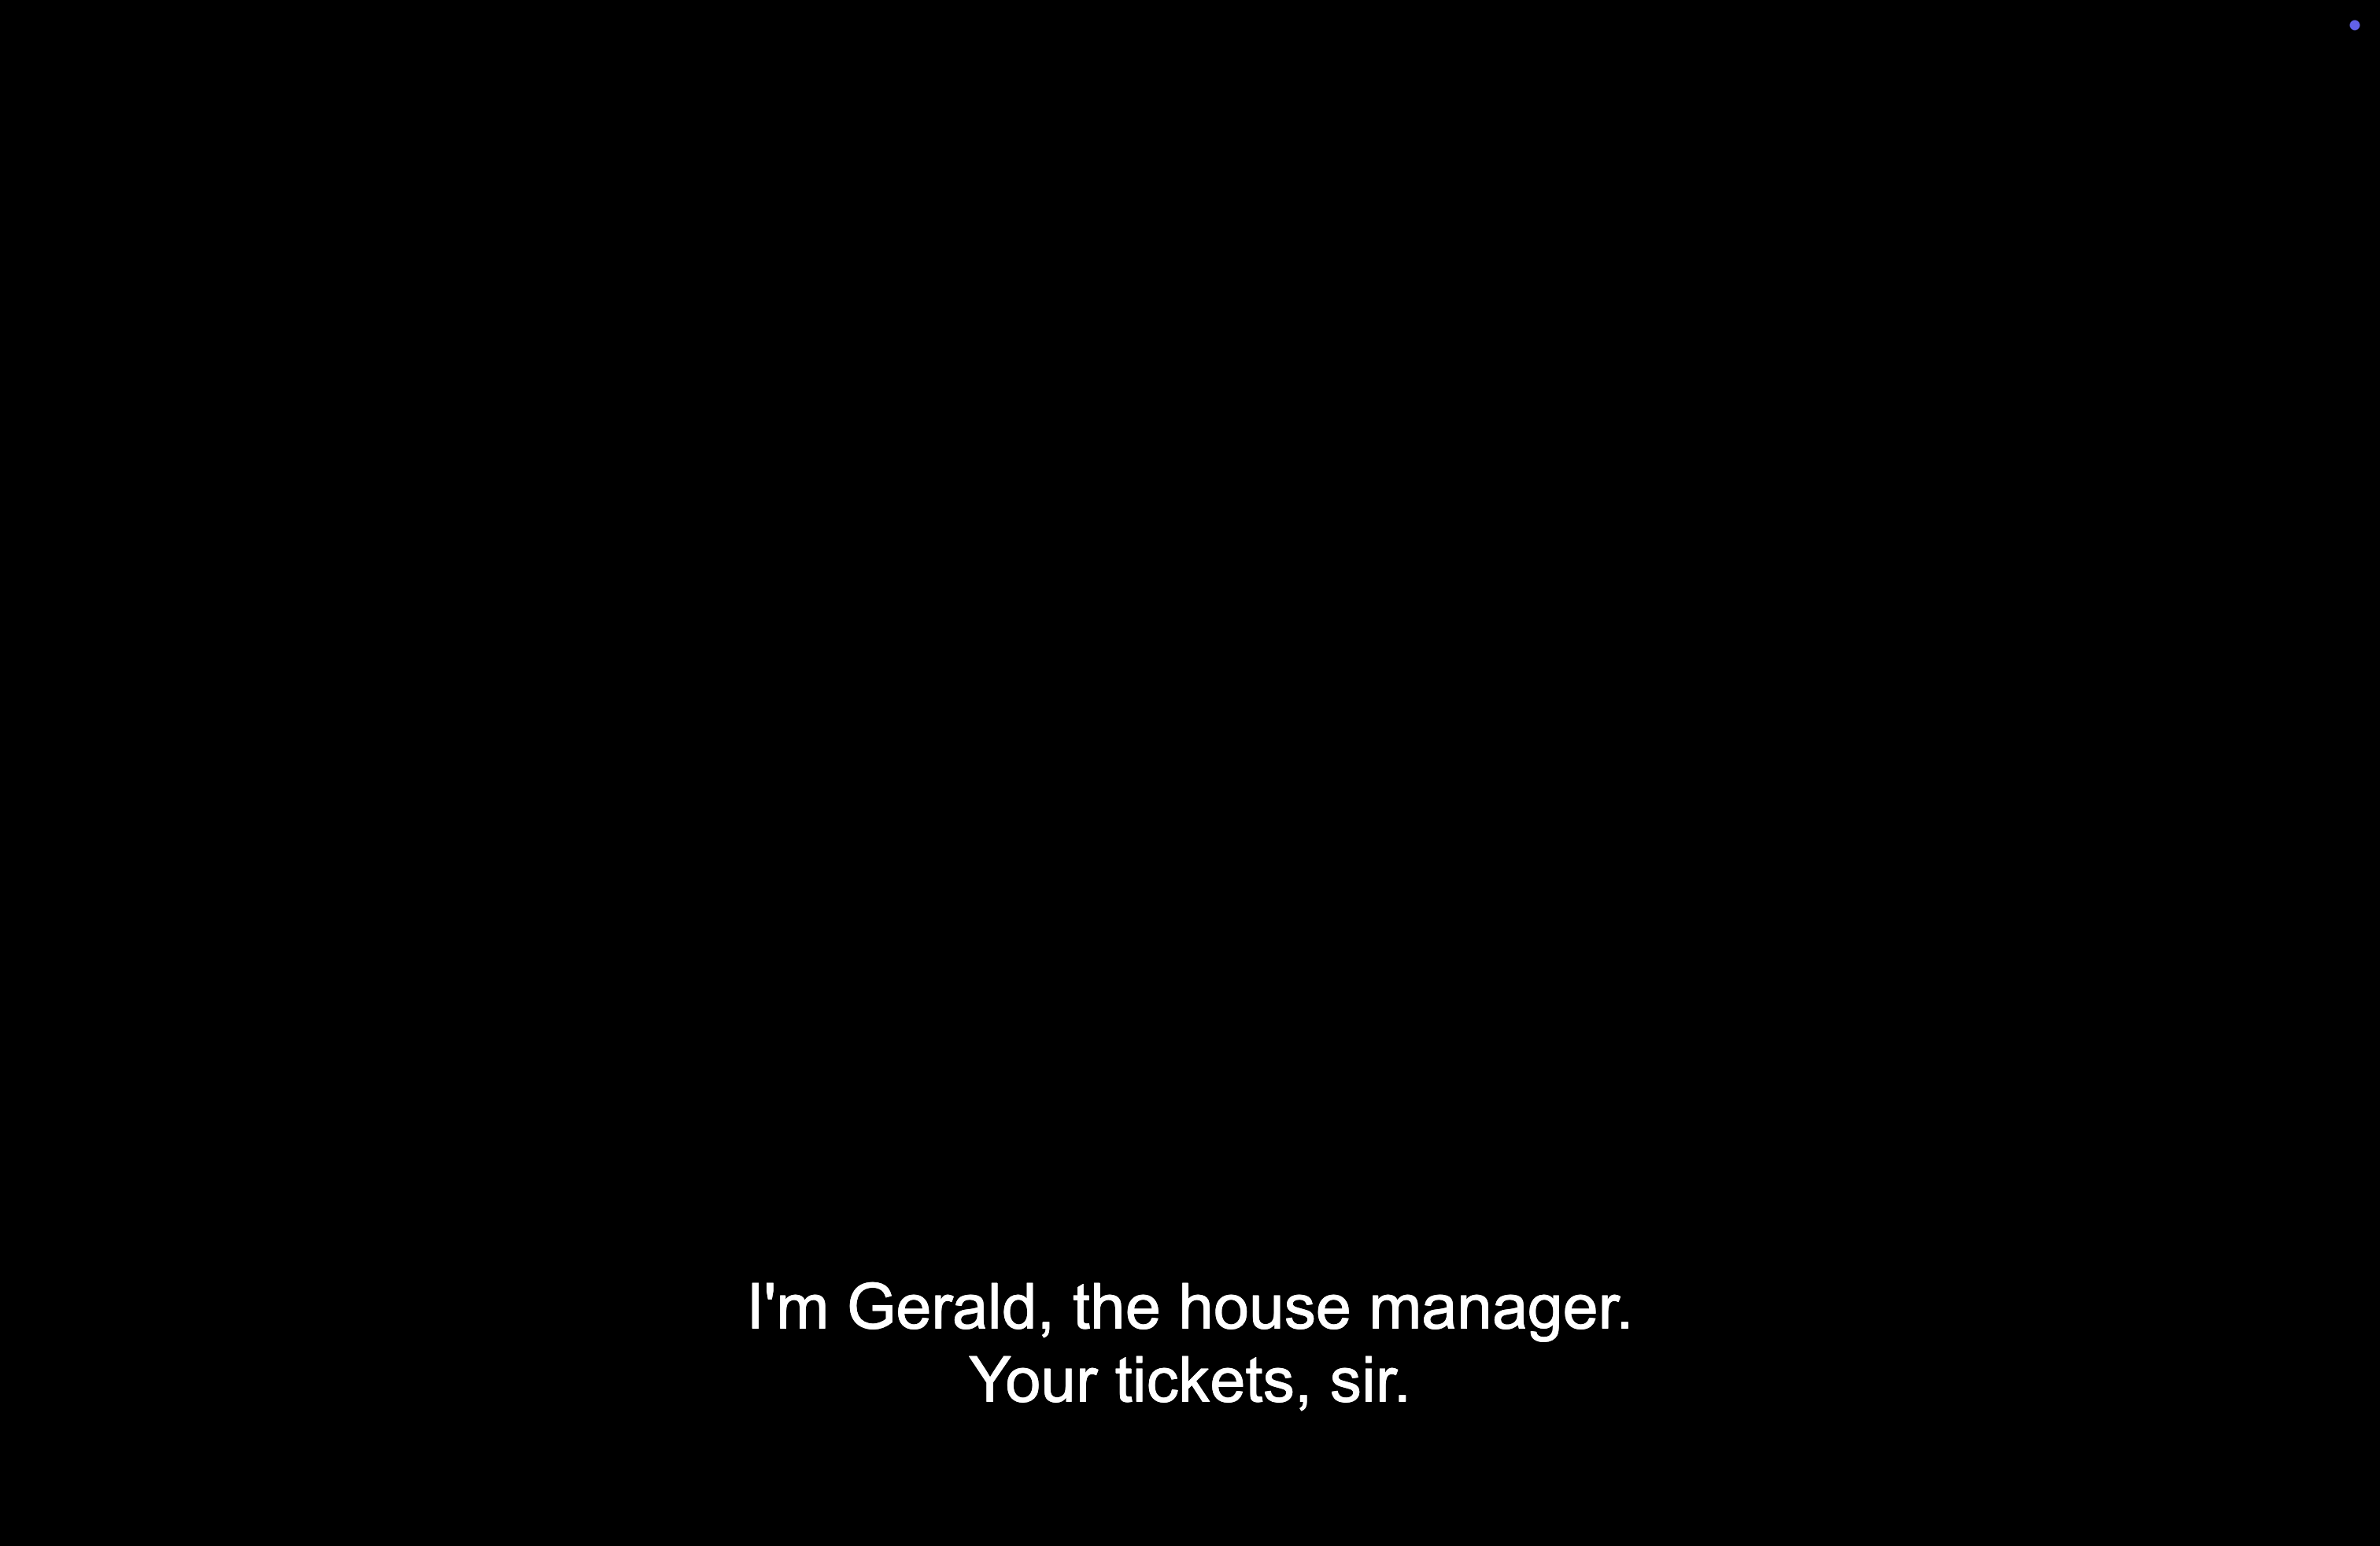 I'm Gerald, the house manager.
Your tickets, sir.